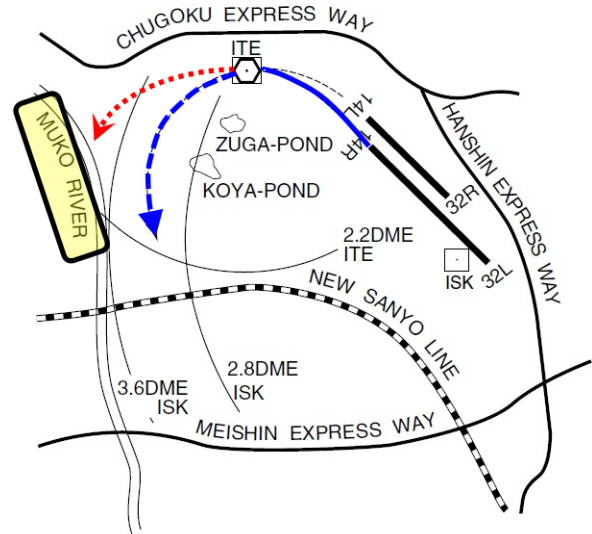 CHUGOKU EXPRESS WAY
ITE
HANSHIN EXPRESS WAY
14L
14R
MUKO RIVER
ZUGA-POND
KOYA-POND
32R
2.2DME
ITE
32L
ISK
NEW SANYO LINE
2.8DME
ISK
3.6DME
ISK
MEISHIN EXPRESS WAY